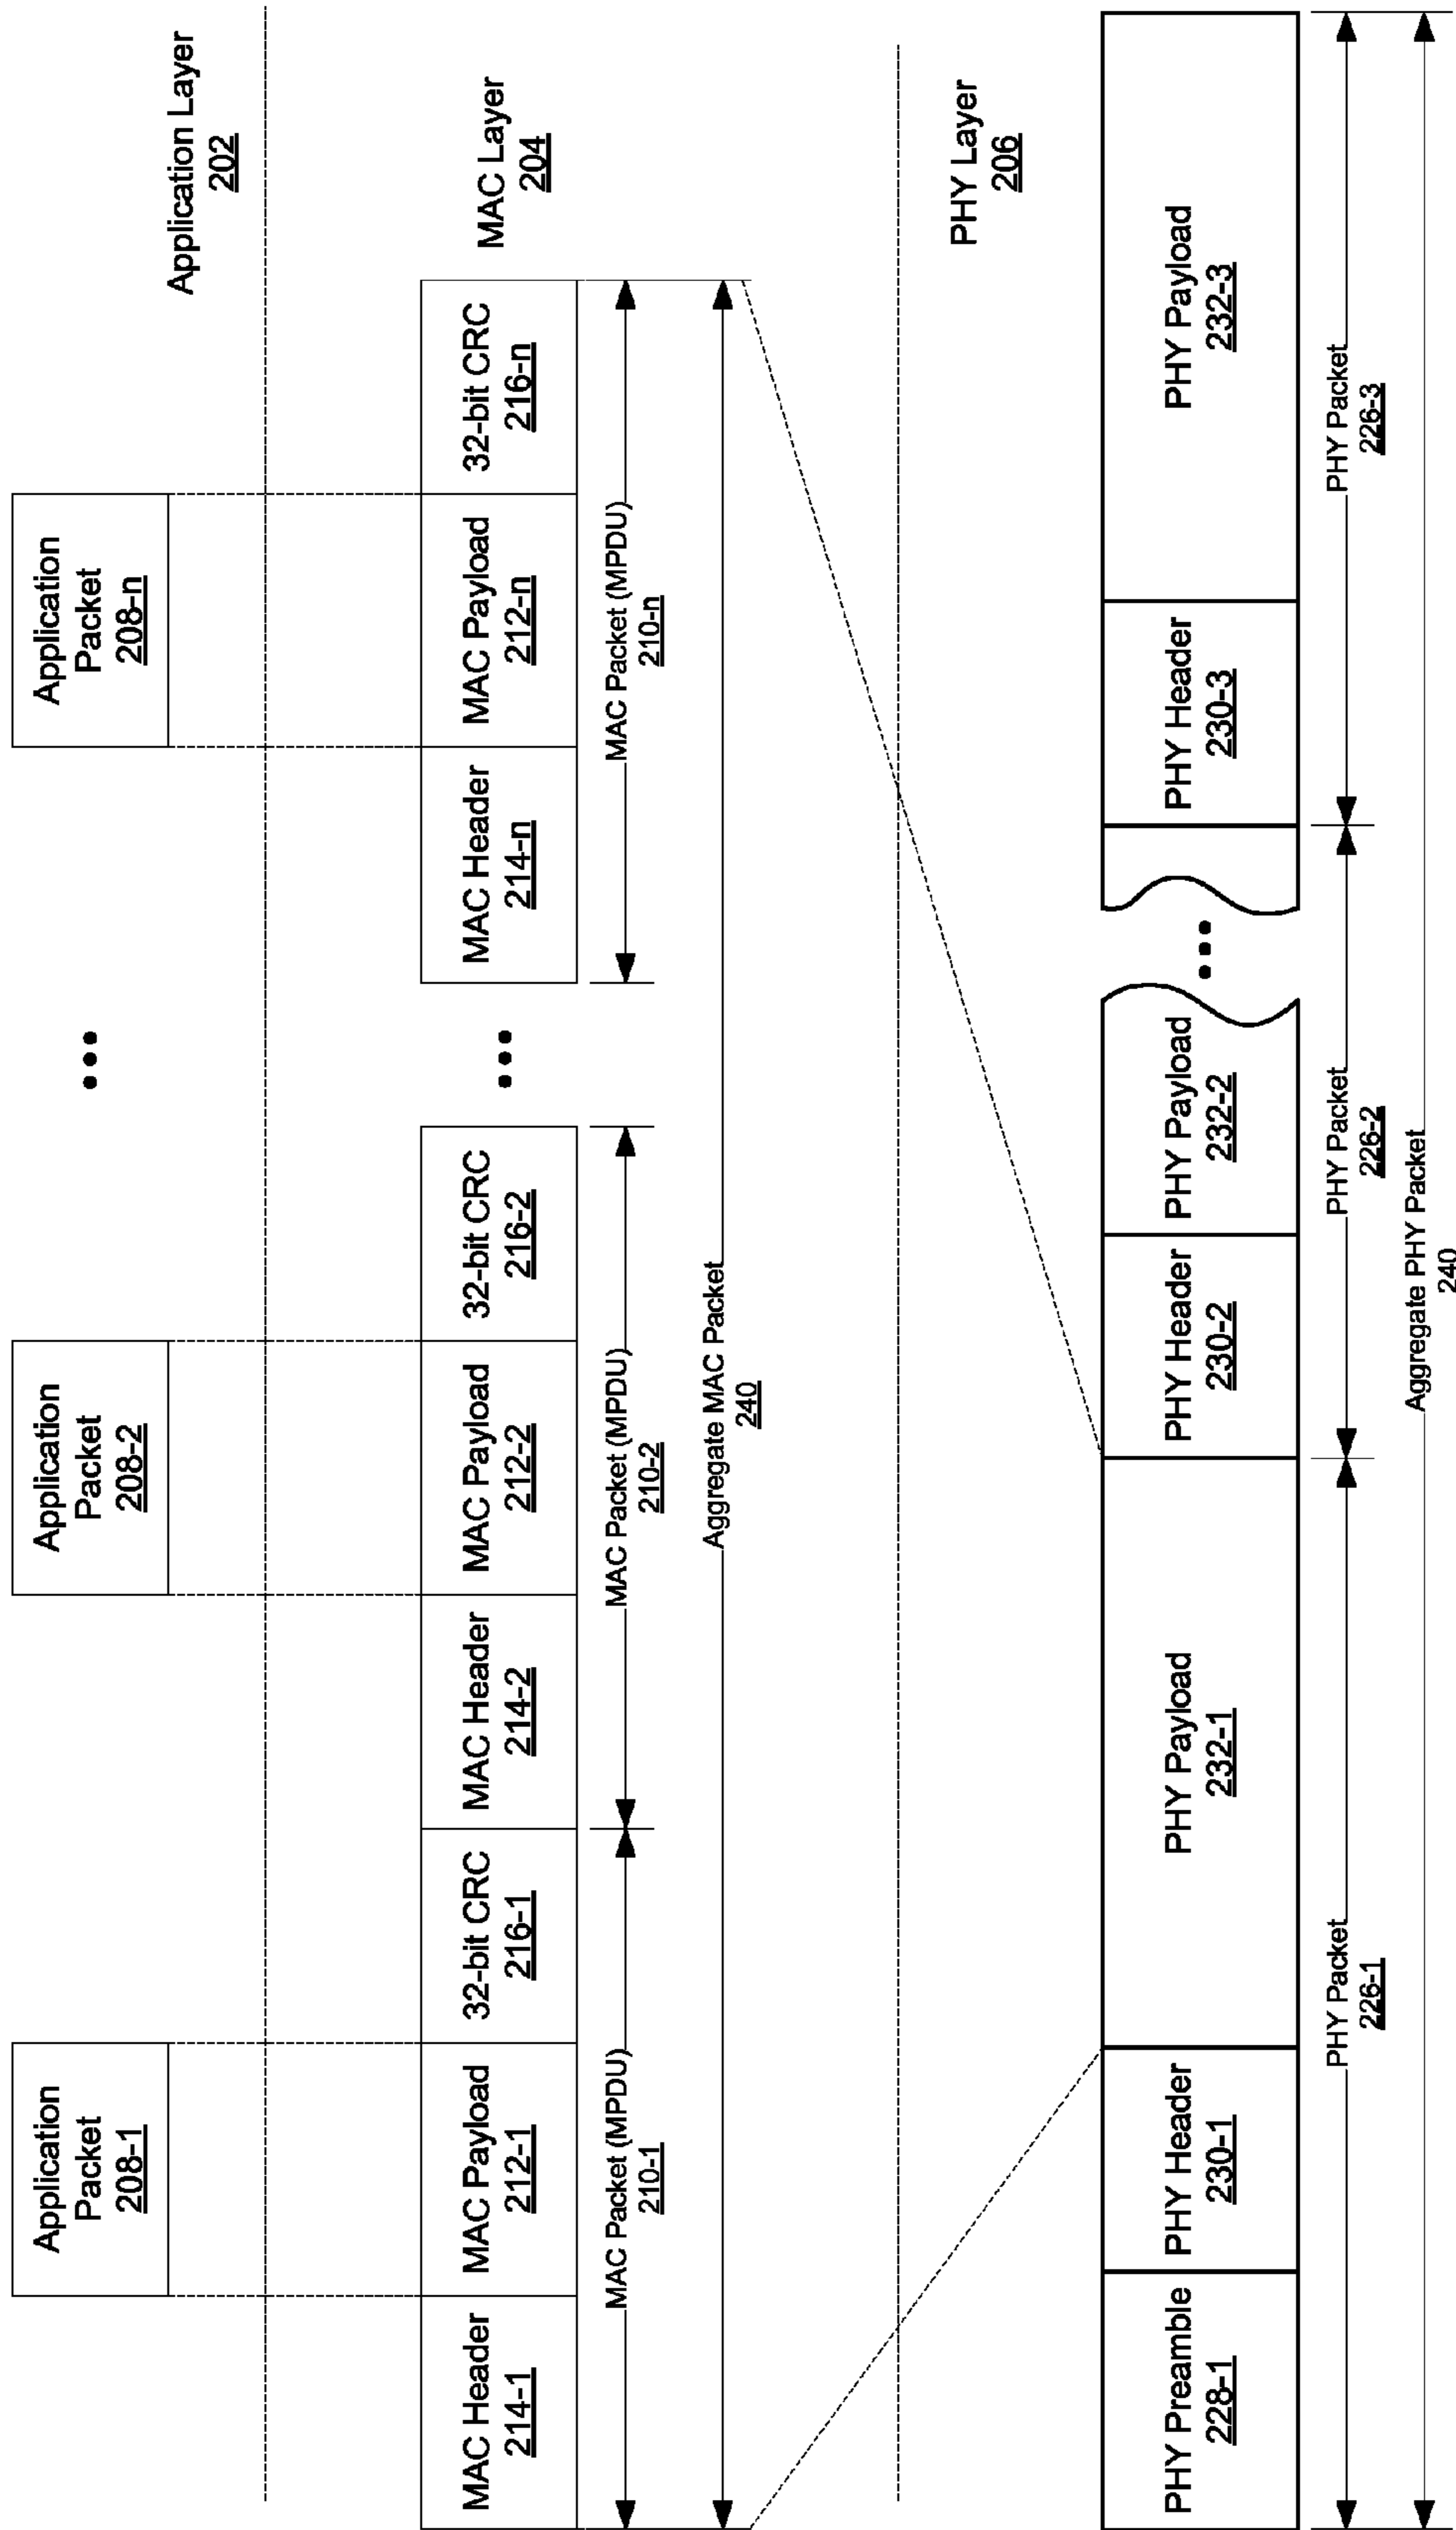 Application
Packet
208-1
Application
Packet
208-2
•••
Application
Packet
208-n
Application Layer
202
MAC Header
214-1
MAC Payload
212-1
32-bit CRC
216-1
MAC Header
214-2
MAC Payload
212-2
32-bit CRC
216-2
•••
MAC Header
214-n
MAC Payload
212-n
32-bit CRC
216-n
MAC Layer
204
MAC Packet (MPDU)
210-1
MAC Packet (MPDU)
210-2
MAC Packet (MPDU)
210-n
Aggregate MAC Packet
240
PHY Layer
206
PHY Preamble
228-1
PHY Header
230-1
PHY Payload
232-1
PHY Header
230-2
PHY Payload
232-2
•••
PHY Header
230-3
PHY Payload
232-3
PHY Packet
226-1
PHY Packet
226-2
PHY Packet
226-3
Aggregate PHY Packet
240